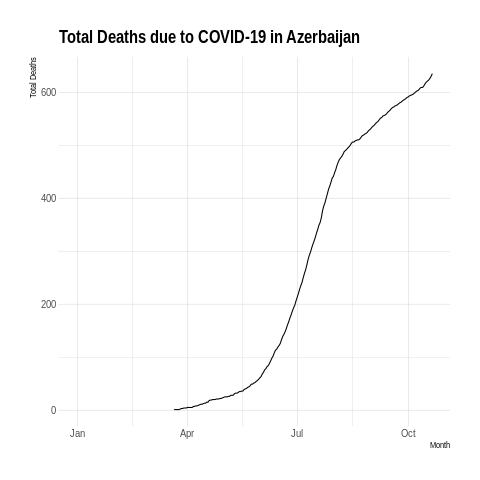 Total Deaths due to COVID-19 in Azerbaijan
Total Deaths
600
400
200
0
Jan Apr Jul Oct
Month